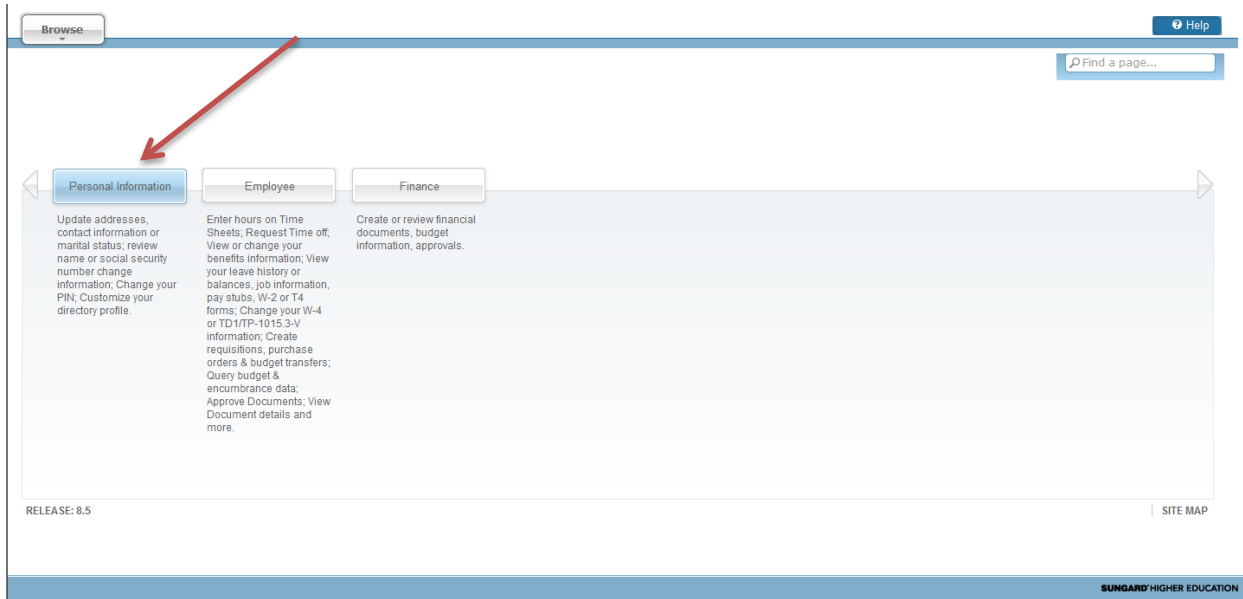 Browse
Help
Find a page...
Personal Information
Employee
Finance
Update addresses,
contact information or
marital status; review
name or social security
number change
information; Change your
PIN; Customize your
directory profile.
Enter hours on Time
Sheets; Request Time off;
View or change your
benefits information; View
your leave history or
balances, job information,
pay stubs, W-2 or T4
forms; Change your W-4
or TD1/TP-1015.3-V
information; Create
requisitions, purchase
orders & budget transfers;
Query budget &
encumbrance data;
Approve Documents; View
Document details and
more.
Create or review financial
documents, budget
information, approvals.
RELEASE: 8.5
SITE MAP
SUNGARD HIGHER EDUCATION